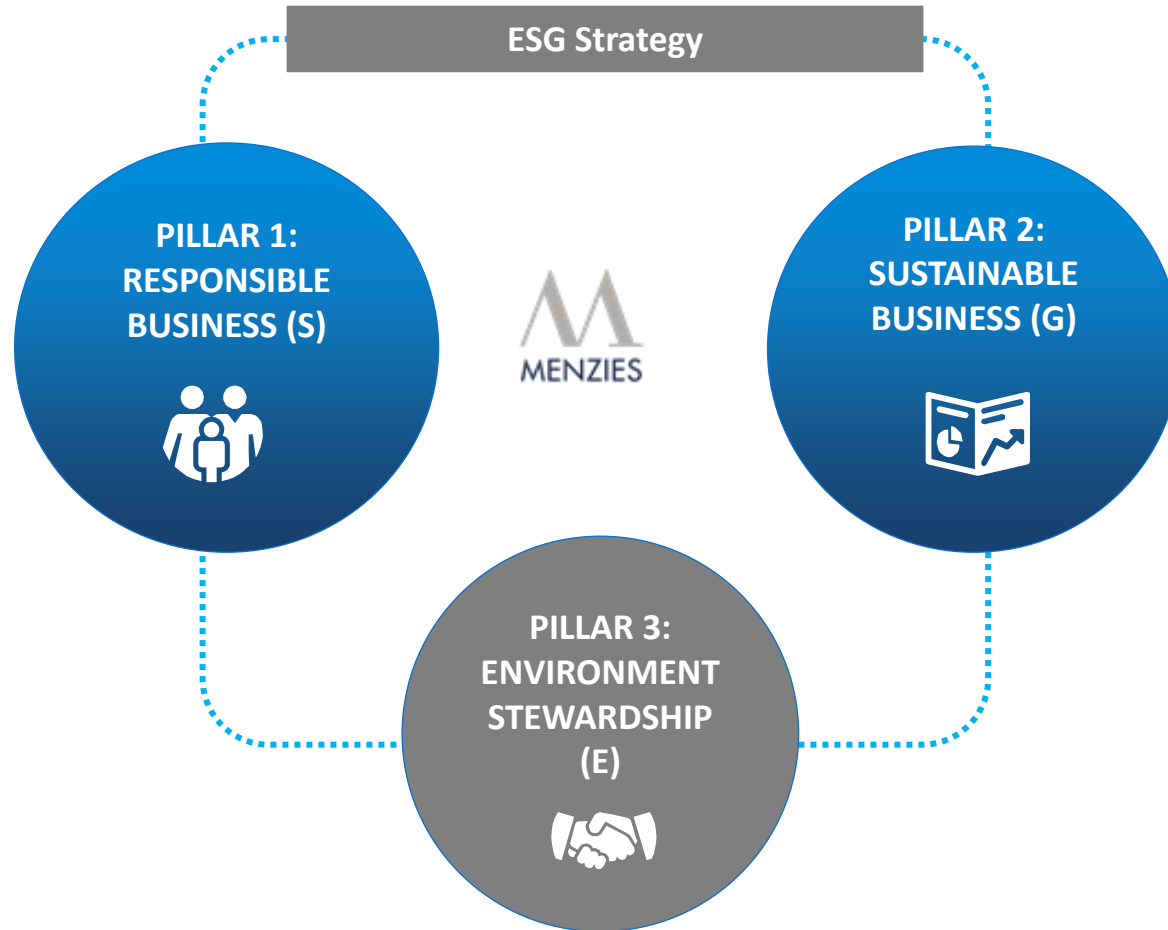 ESG Strategy
PILLAR 1:
RESPONSIBLE
BUSINESS (S)
PILLAR 2:
SUSTAINABLE
BUSINESS (G)
MENZIES
PILLAR 3:
ENVIRONMENT
STEWARDSHIP
(E)